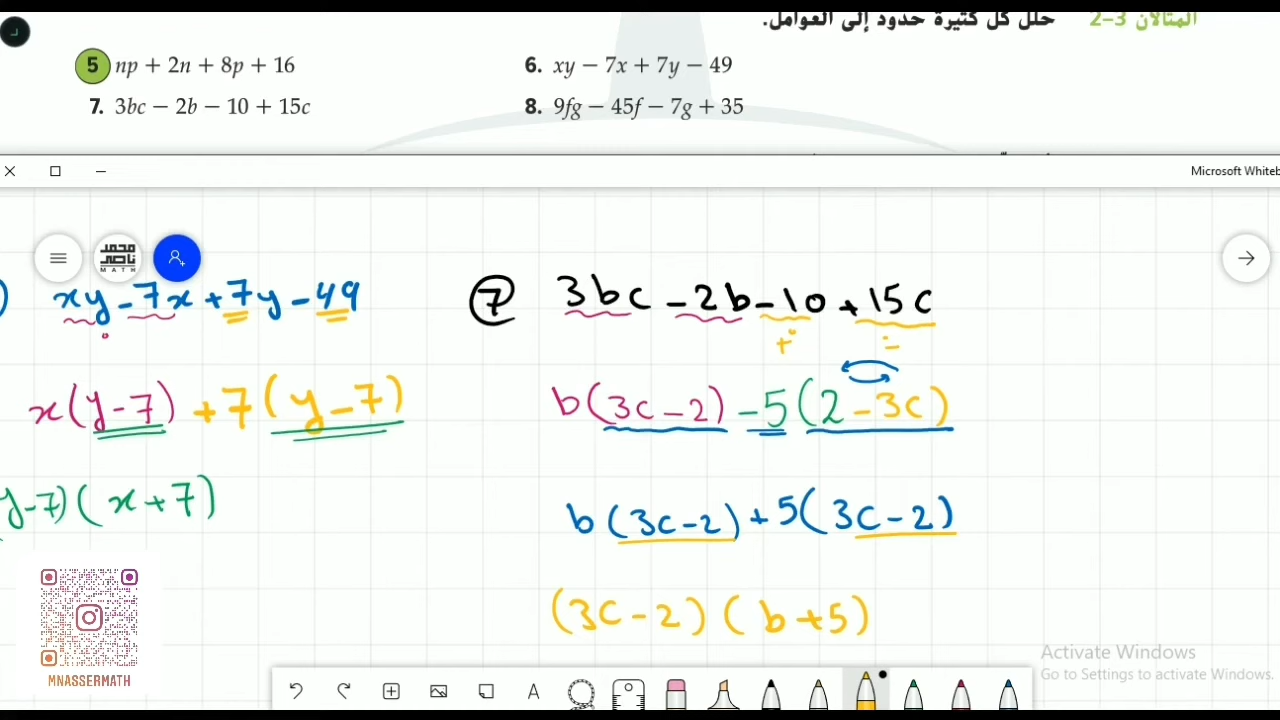 المثالان 3-2 حلل كل كثيرة حدود إلى العوامل.
5 np + 2n + 8p + 16
6. xy − 7x + 7y − 49
7. 3bc − 2b − 10 + 15c
8. 9fg − 45f − 7g + 35
Microsoft Whiteb
محمد ناصر
MATH
xy - 7x + 7y - 49
x(y-7) + 7(y-7)
y-7)(x+7)
7 3bc - 2b - 10 + 15c
+ -
b(3c-2) - 5(2-3c)
b(3c-2) + 5(3c-2)
(3c-2)(b+5)
MNASSERMATH
A
Activate Windows
Go to Settings to activate Windows.